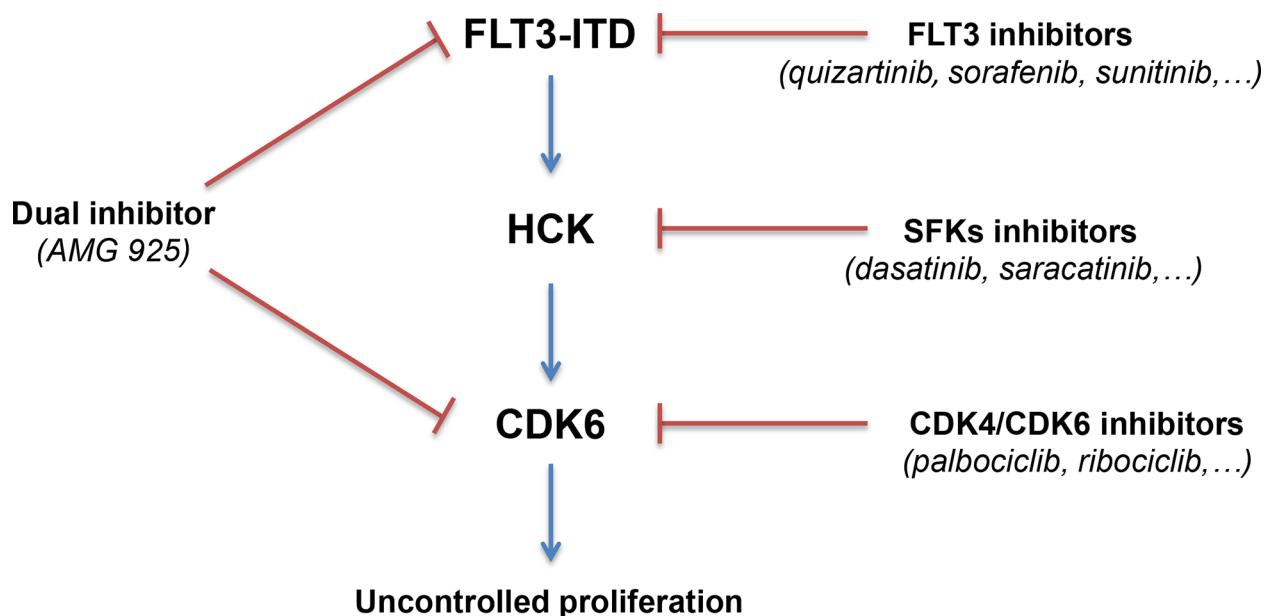 FLT3-ITD
FLT3 inhibitors
(quizartinib, sorafenib, sunitinib,...)
Dual inhibitor
(AMG 925)
HCK
SFKs inhibitors
(dasatinib, saracatinib,...)
CDK6
CDK4/CDK6 inhibitors
(palbociclib, ribociclib,...)
Uncontrolled proliferation